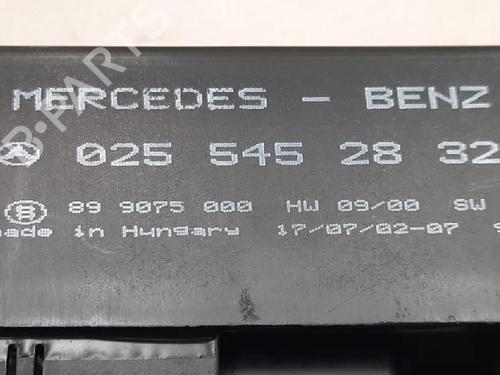 MERCEDES - BENZ
025 545 28 32
89 9075 000 HW 09/00 SW
made in Hungary 17/07/02-07